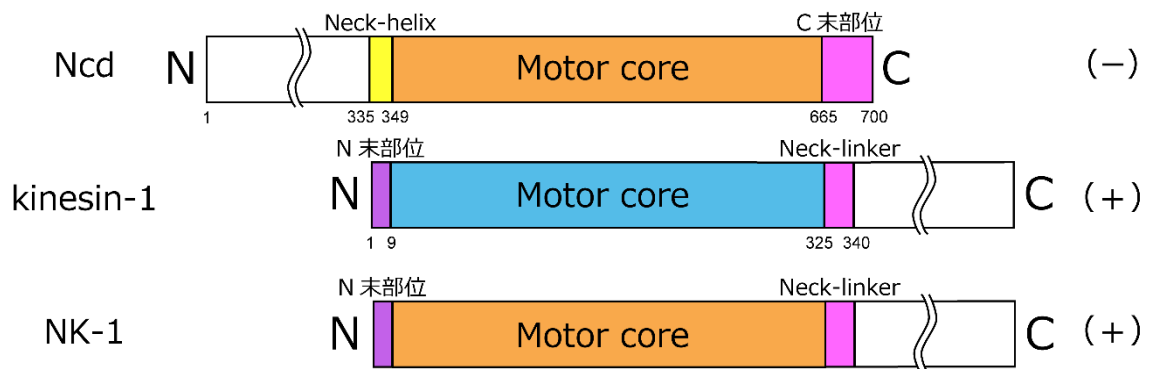 Neck-helix C 末部位
Ncd N Motor core C (−)
1 335 349 665 700
N 末部位 Neck-linker
kinesin-1 N Motor core C (+)
1 9 325 340
N 末部位 Neck-linker
NK-1 N Motor core C (+)